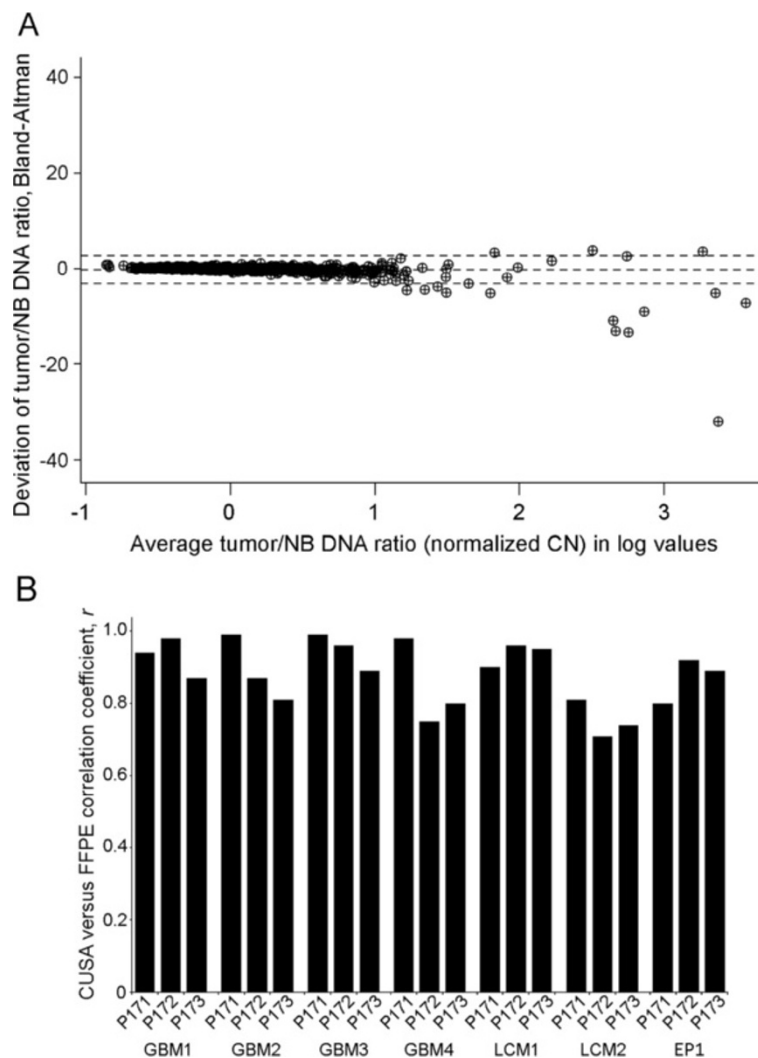 A
Deviation of tumor/NB DNA ratio, Bland-Altman
40
20
0
-20
-40
-1 0 1 2 3
Average tumor/NB DNA ratio (normalized CN) in log values
B
CUSA versus FFPE correlation coefficient, r
1.0
0.8
0.6
0.4
0.2
0
P171 P172 P173 P171 P172 P173 P171 P172 P173 P171 P172 P173 P171 P172 P173 P171 P172 P173 P171 P172 P173
GBM1 GBM2 GBM3 GBM4 LCM1 LCM2 EP1